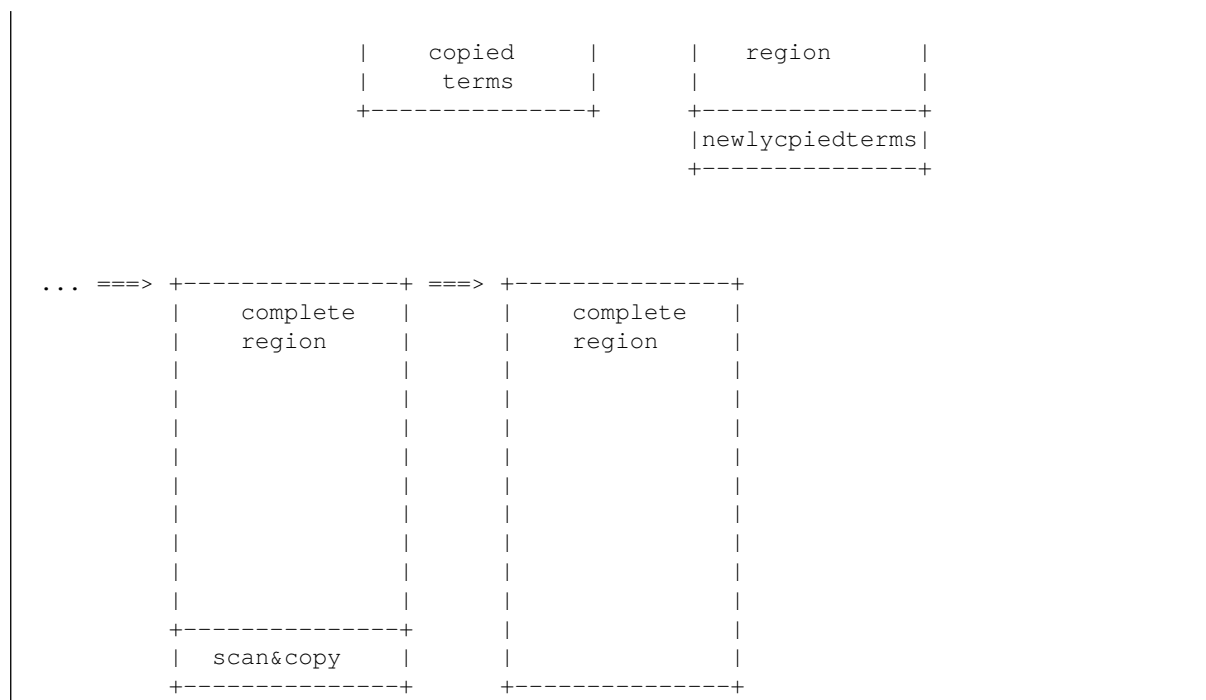 |     copied    |      |   region      |
|      terms    |      |               |
+---------------+      +---------------+
                       |newlycpiedterms|
                       +---------------+
... ===> +---------------+ ===> +---------------+
         |    complete   |      |    complete   |
         |    region     |      |    region     |
         |               |      |               |
         |               |      |               |
         |               |      |               |
         |               |      |               |
         |               |      |               |
         |               |      |               |
         |               |      |               |
         |               |      |               |
         |               |      |               |
         +---------------+      |               |
         |  scan&copy    |      |               |
         +---------------+      +---------------+